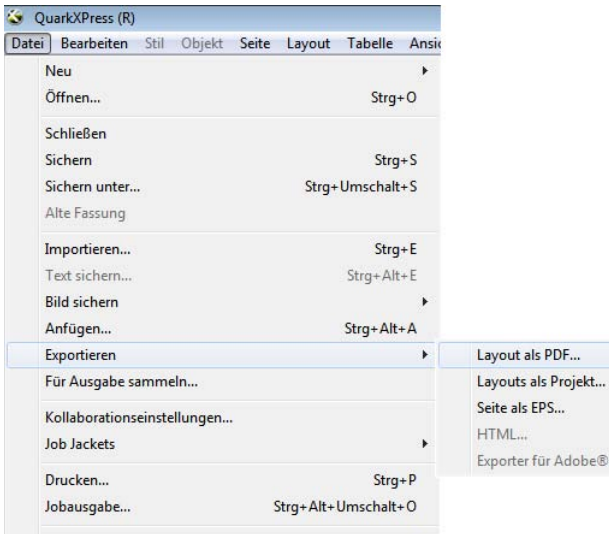 QuarkXPress (R)
Datei Bearbeiten Stil Objekt Seite Layout Tabelle
Neu
Öffnen... Strg+O
Schließen
Sichern Strg+S
Sichern unter... Strg+Umschalt+S
Alte Fassung
Importieren... Strg+E
Text sichern... Strg+Alt+E
Bild sichern
Anfügen... Strg+Alt+A
Exportieren Layout als PDF...
Für Ausgabe sammeln... Layouts als Projekt...
Seite als EPS...
Kollaborationseinstellungen...
HTML...
Job Jackets
Exporter für Adobe®
Drucken... Strg+P
Jobausgabe... Strg+Alt+Umschalt+O